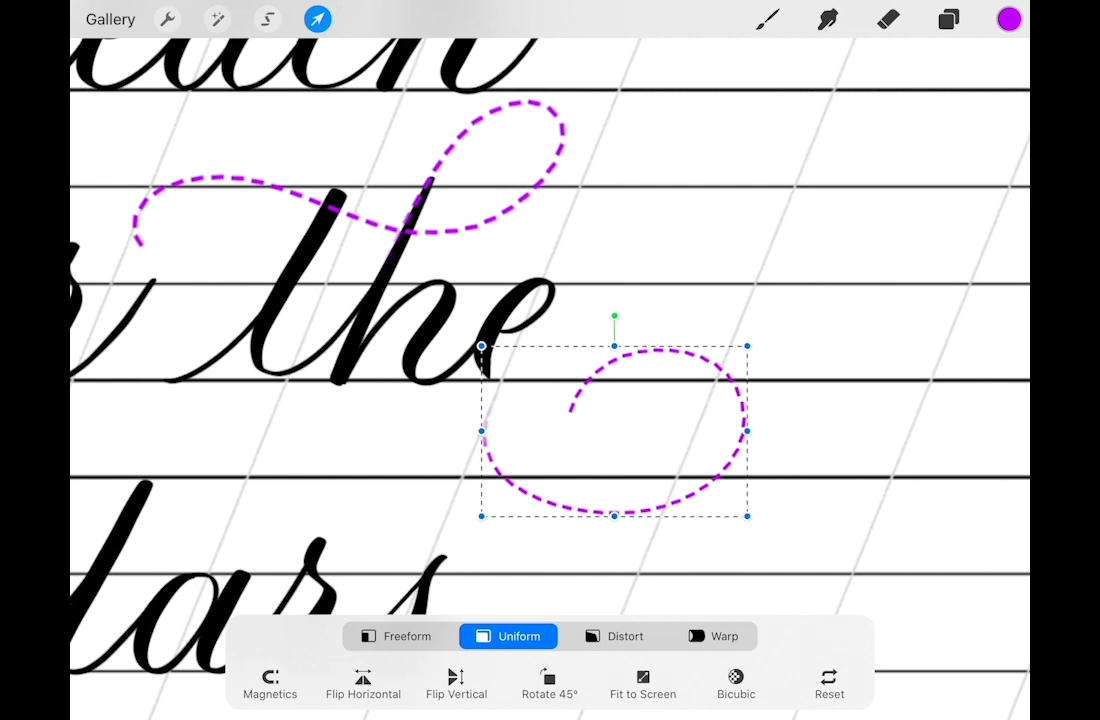 Gallery
the
Freeform Uniform Distort Warp
Magnetics Flip Horizontal Flip Vertical Rotate 45° Fit to Screen Bicubic Reset